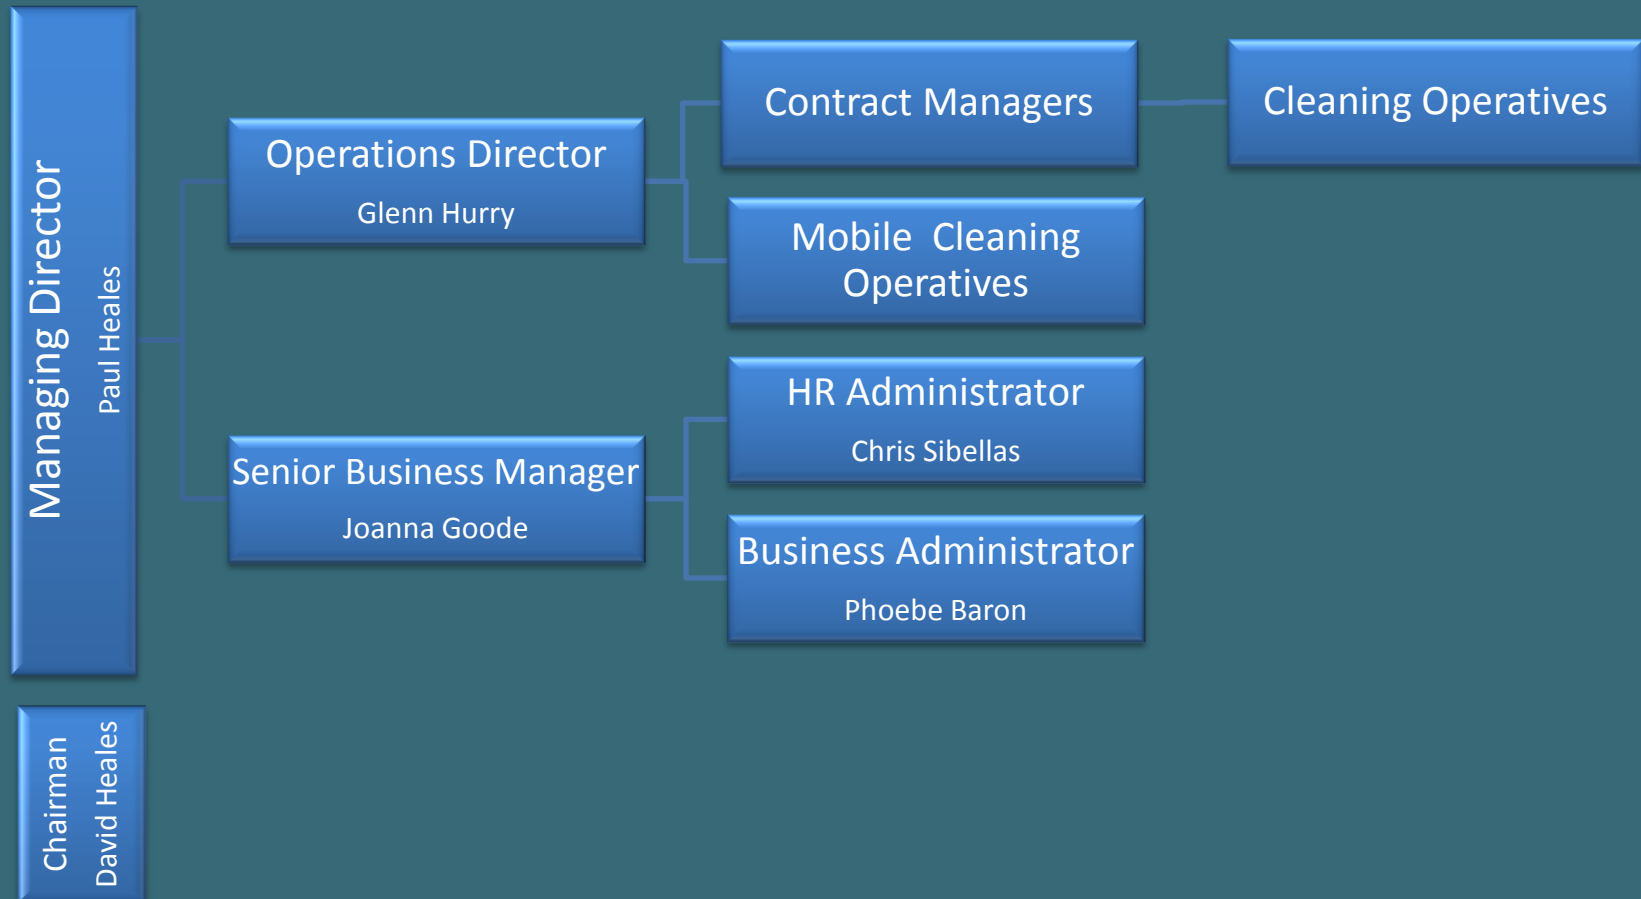 Managing Director
Paul Heales
Operations Director
Glenn Hurry
Contract Managers
Cleaning Operatives
Mobile Cleaning
Operatives
Senior Business Manager
Joanna Goode
HR Administrator
Chris Sibellas
Business Administrator
Phoebe Baron
Chairman
David Heales